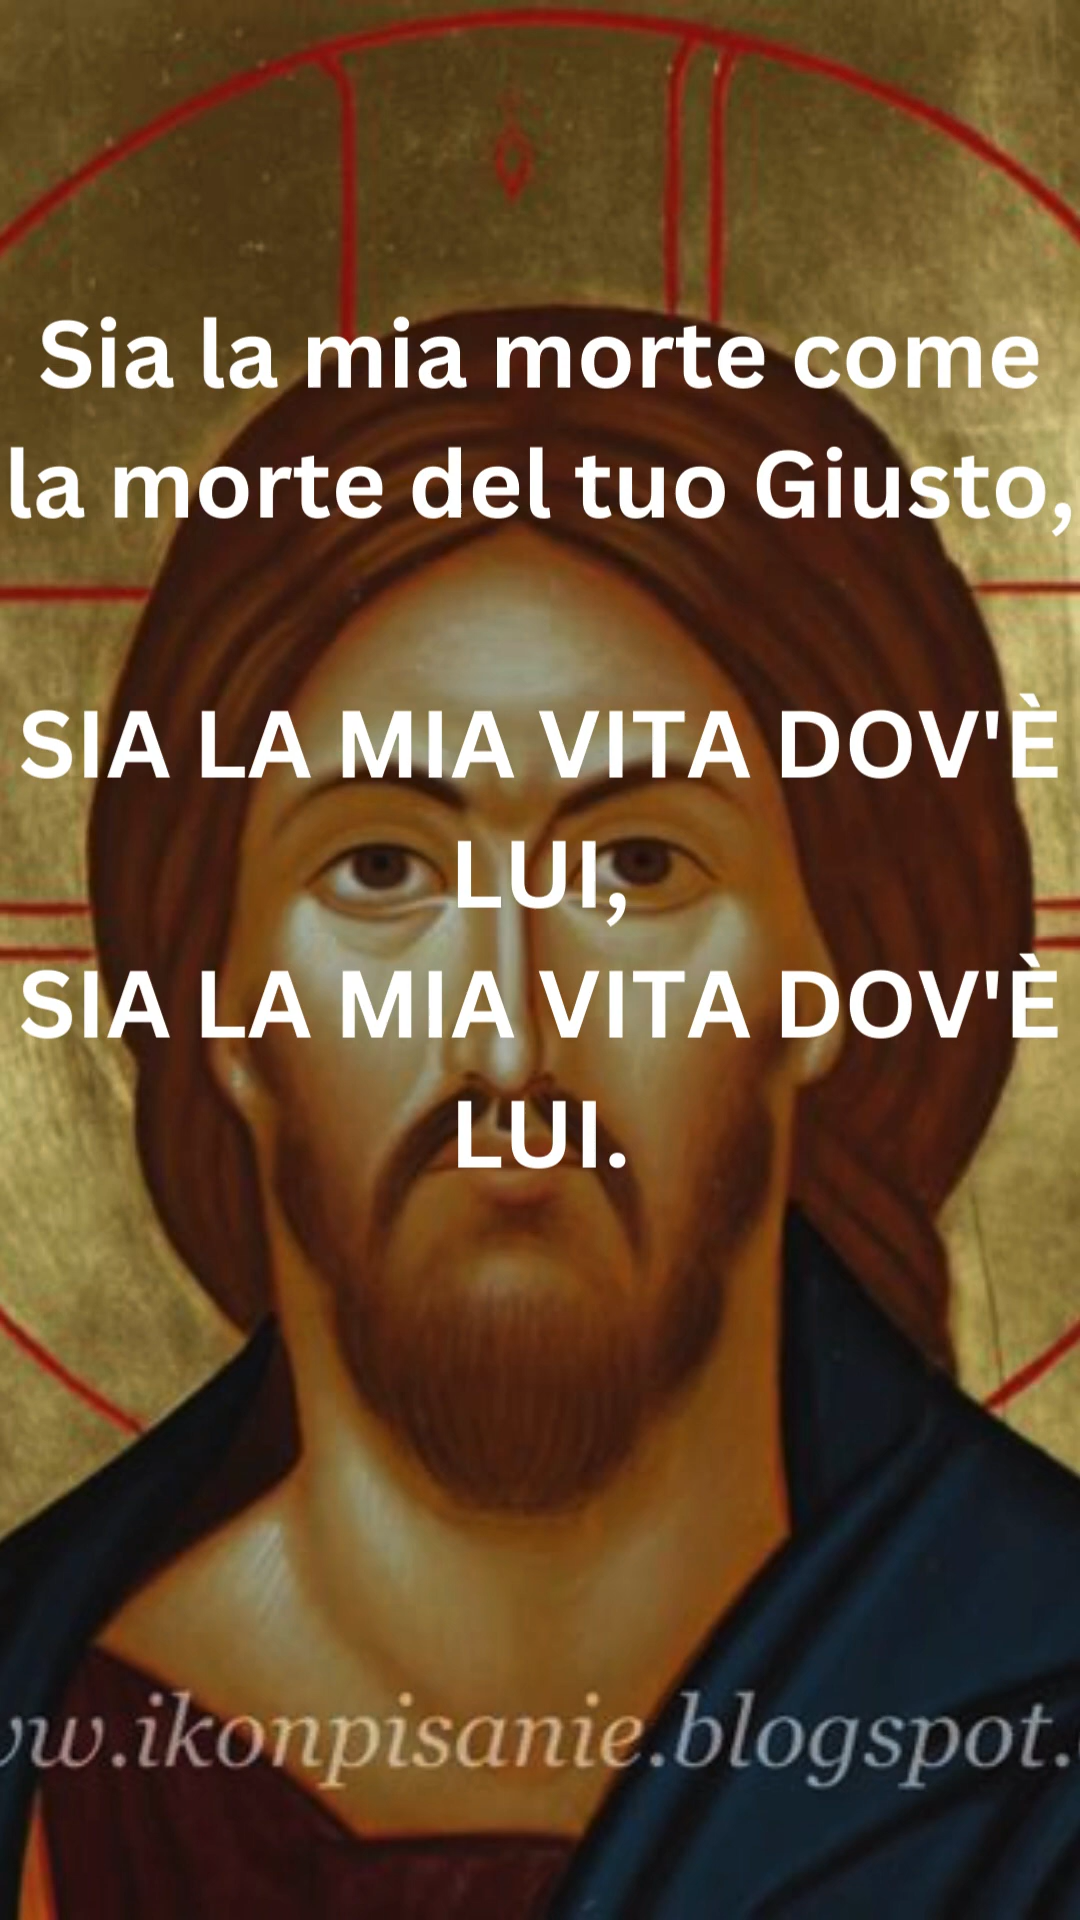 Sia la mia morte come
la morte del tuo Giusto,
SIA LA MIA VITA DOV'È
LUI,
SIA LA MIA VITA DOV'È
LUI.
w.ikonpisanie.blogspot.